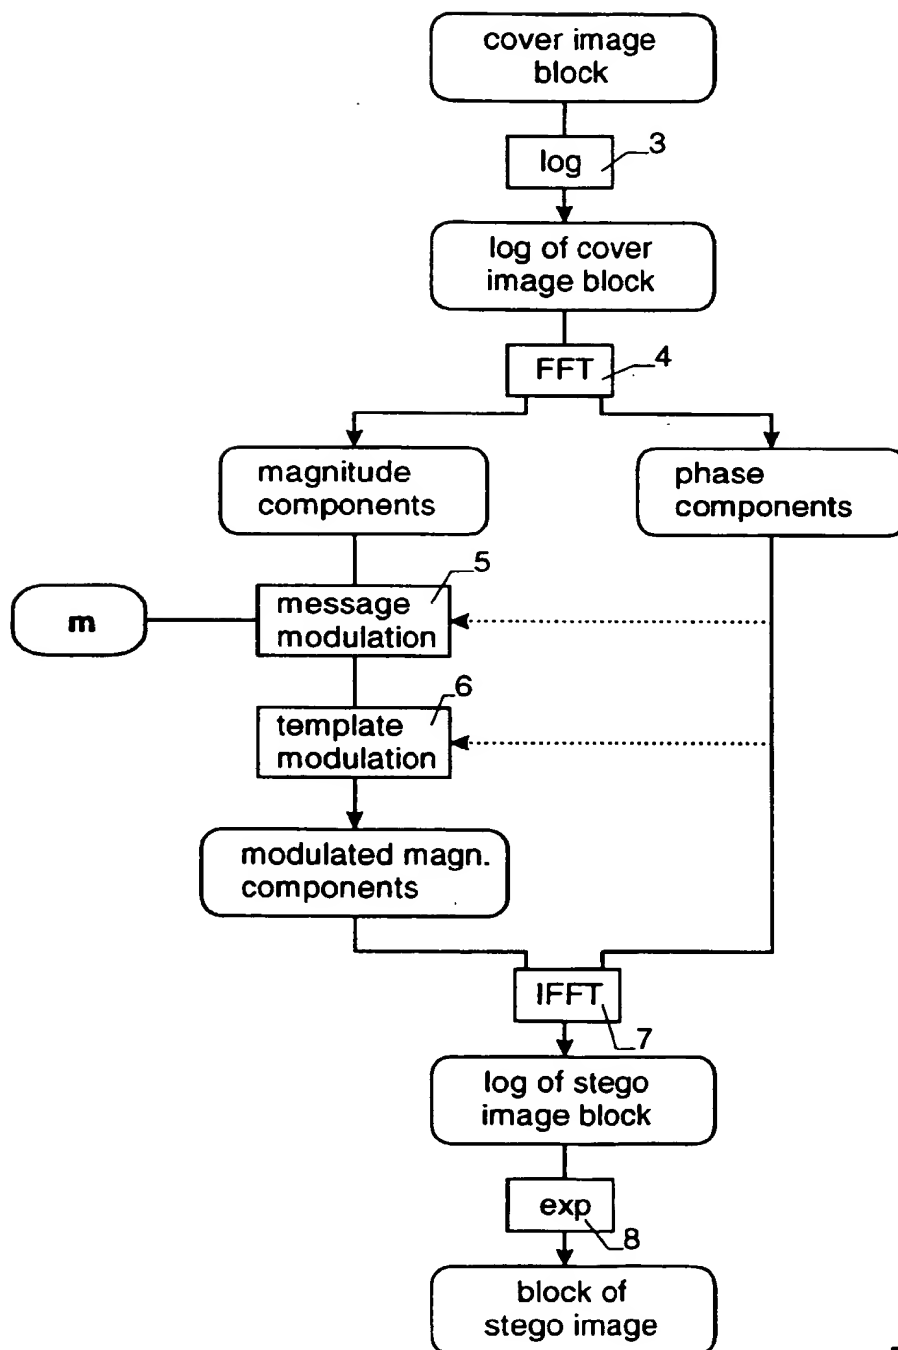 cover image
block
3
log
log of cover
image block
4
FFT
magnitude
components
phase
components
5
m
message
modulation
6
template
modulation
modulated magn.
components
IFFT
7
log of stego
image block
exp
8
block of
stego image